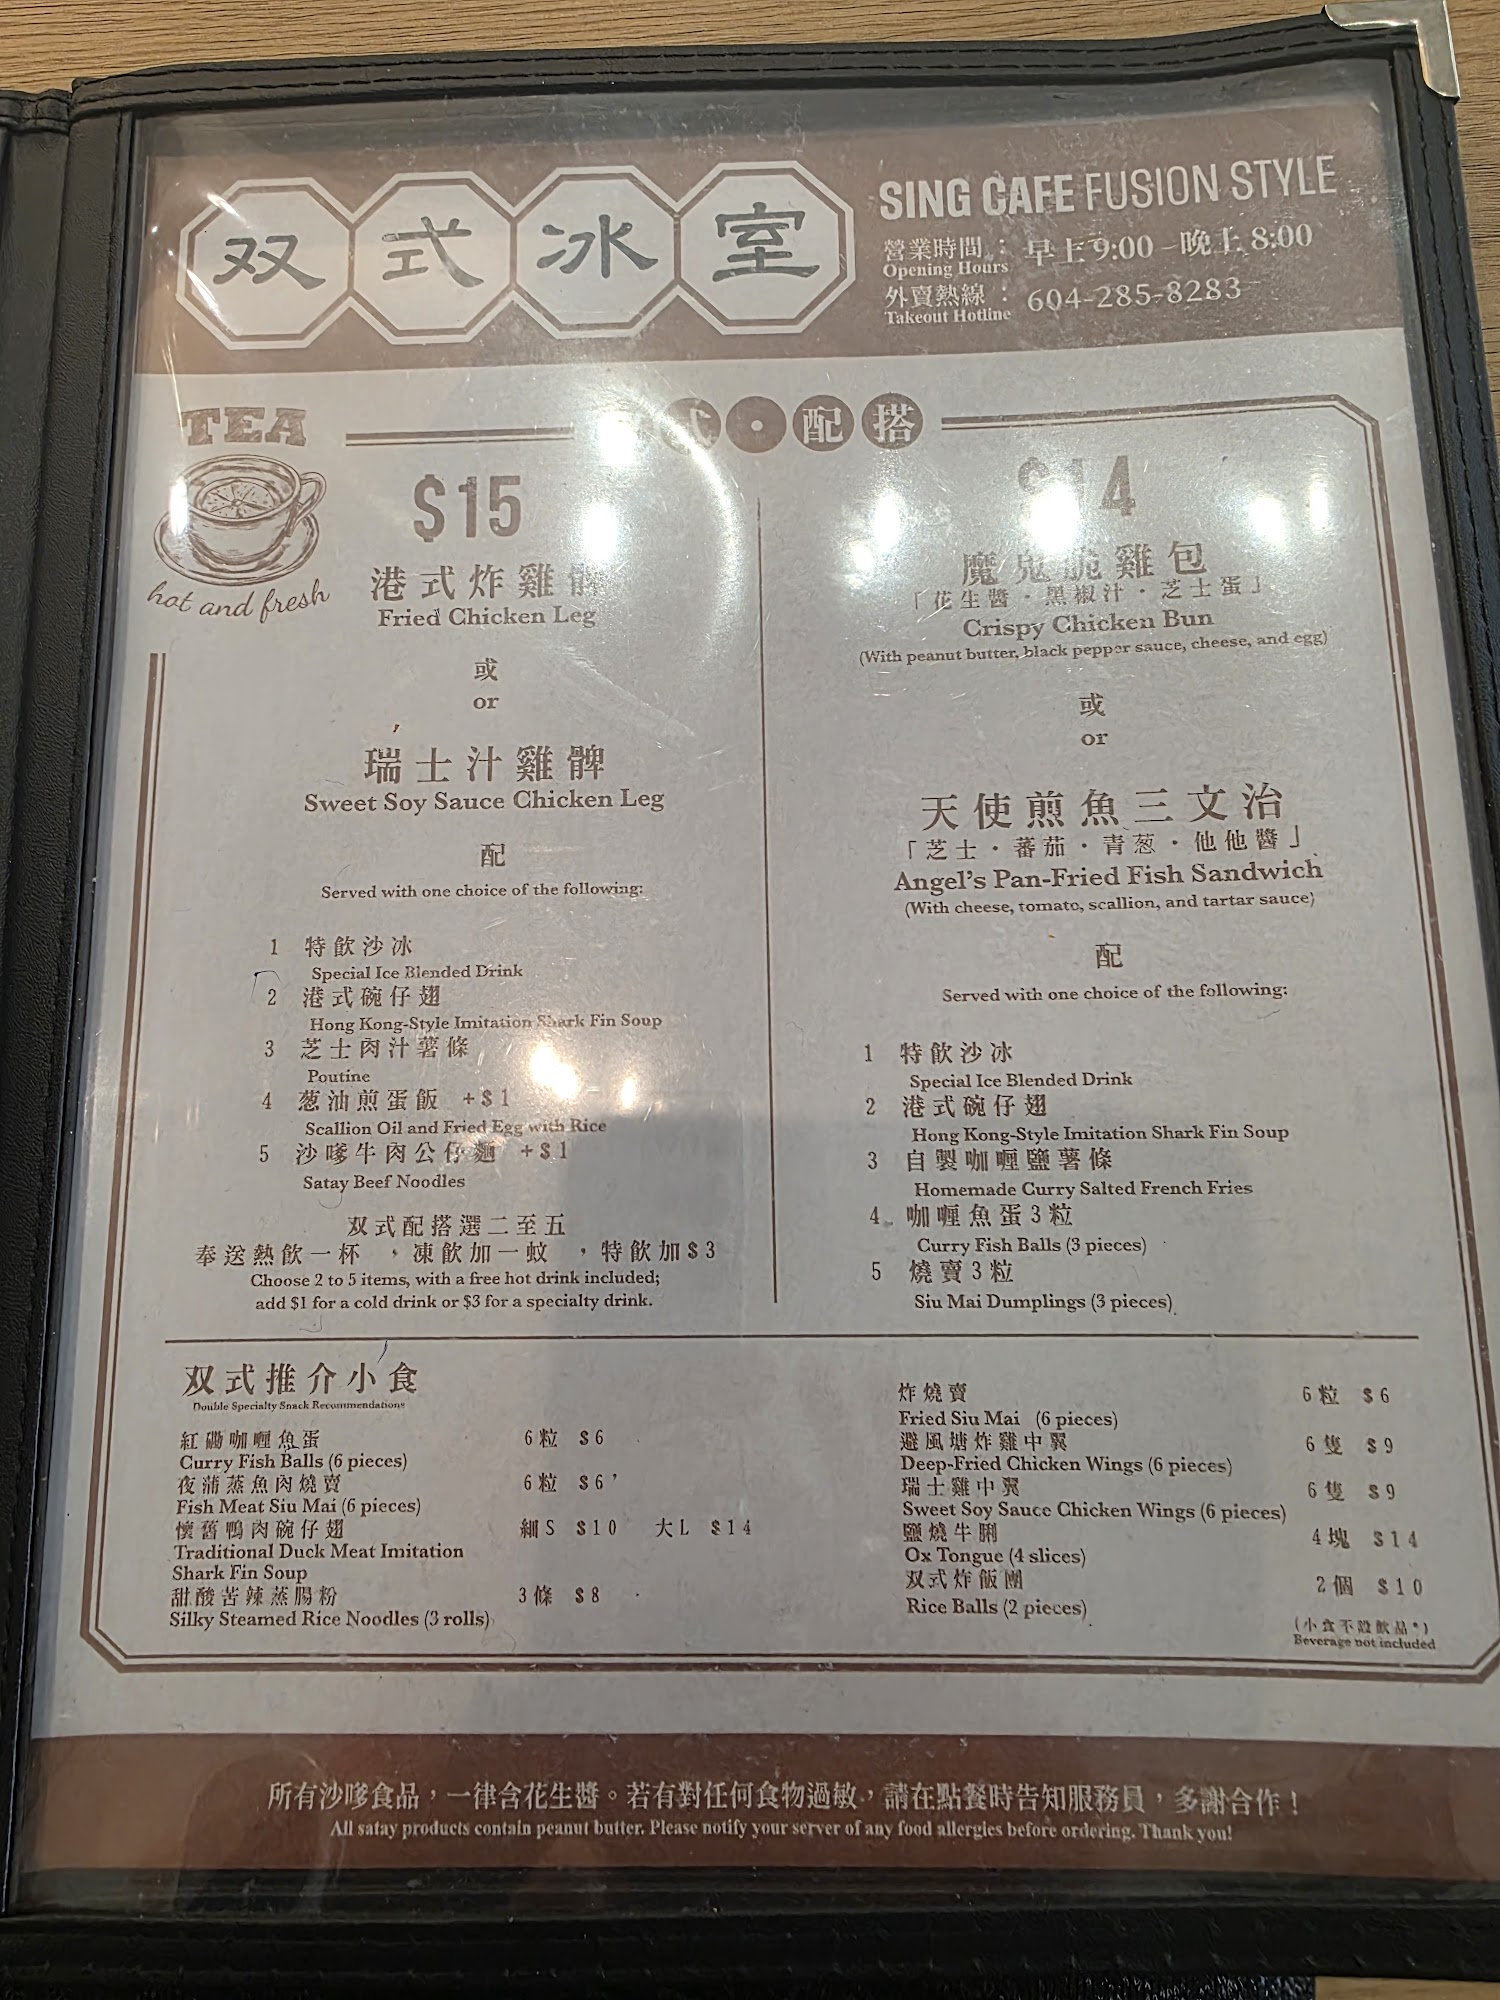 双式冰室
SING CAFE FUSION STYLE
營業時間： 早上9:00 – 晚上8:00
Opening Hours
外賣熱線： 604-285-8283
Takeout Hotline
TEA
hot and fresh
式・配搭
$15
港式炸雞髀
Fried Chicken Leg
或
or
瑞士汁雞髀
Sweet Soy Sauce Chicken Leg
配
Served with one choice of the following:
1 特飲沙冰
Special Ice Blended Drink
2 港式碗仔翅
Hong Kong-Style Imitation Shark Fin Soup
3 芝士肉汁薯條
Poutine
4 葱油煎蛋飯 +$1
Scallion Oil and Fried Egg with Rice
5 沙嗲牛肉公仔麵 +$1
Satay Beef Noodles
双式配搭選二至五
奉送熱飲一杯 ，凍飲加一蚊 ，特飲加$3
Choose 2 to 5 items, with a free hot drink included;
add $1 for a cold drink or $3 for a specialty drink.
$14
魔鬼脆雞包
「花生醬・黑椒汁・芝士蛋」
Crispy Chicken Bun
(With peanut butter, black pepper sauce, cheese, and egg)
或
or
天使煎魚三文治
「芝士・蕃茄・青葱・他他醬」
Angel's Pan-Fried Fish Sandwich
(With cheese, tomato, scallion, and tartar sauce)
配
Served with one choice of the following:
1 特飲沙冰
Special Ice Blended Drink
2 港式碗仔翅
Hong Kong-Style Imitation Shark Fin Soup
3 自製咖喱鹽薯條
Homemade Curry Salted French Fries
4 咖喱魚蛋3粒
Curry Fish Balls (3 pieces)
5 燒賣3粒
Siu Mai Dumplings (3 pieces)
双式推介小食
Double Specialty Snack Recommendations
紅磡咖喱魚蛋 6粒 $6
Curry Fish Balls (6 pieces)
夜蒲蒸魚肉燒賣 6粒 $6
Fish Meat Siu Mai (6 pieces)
懷舊鴨肉碗仔翅 細S $10 大L $14
Traditional Duck Meat Imitation
Shark Fin Soup
甜酸苦辣蒸腸粉 3條 $8
Silky Steamed Rice Noodles (3 rolls)
炸燒賣 6粒 $6
Fried Siu Mai (6 pieces)
避風塘炸雞中翼 6隻 $9
Deep-Fried Chicken Wings (6 pieces)
瑞士雞中翼 6隻 $9
Sweet Soy Sauce Chicken Wings (6 pieces)
鹽燒牛脷 4塊 $14
Ox Tongue (4 slices)
双式炸飯團 2個 $10
Rice Balls (2 pieces)
(小食不設飲品*)
Beverage not included
所有沙嗲食品，一律含花生醬。若有對任何食物過敏，請在點餐時告知服務員，多謝合作！
All satay products contain peanut butter. Please notify your server of any food allergies before ordering. Thank you!